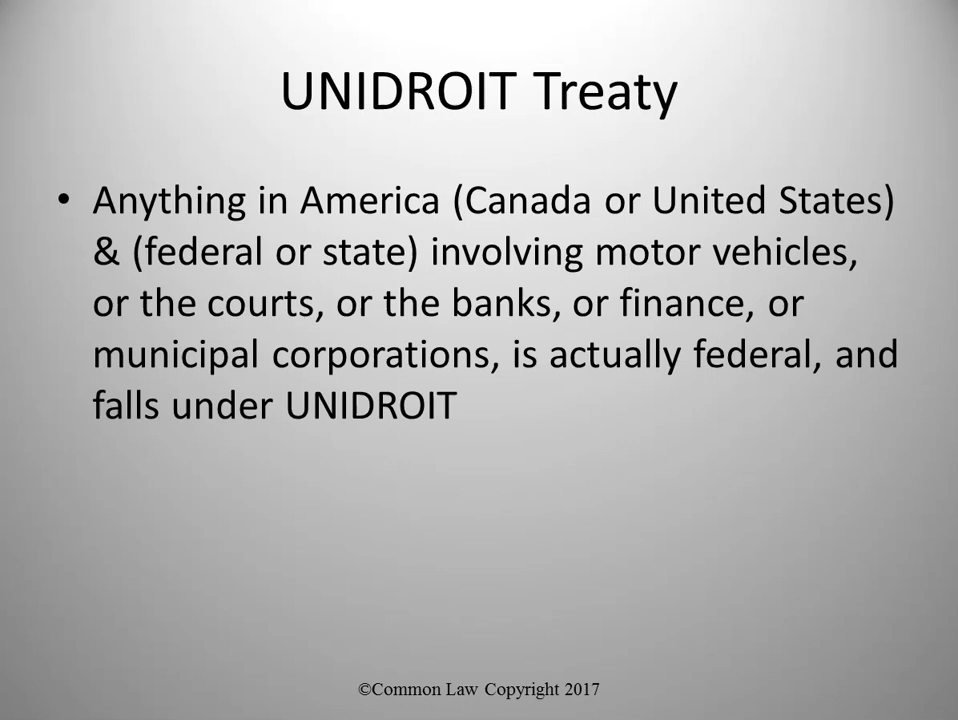 UNIDROIT Treaty
• Anything in America (Canada or United States)
& (federal or state) involving motor vehicles,
or the courts, or the banks, or finance, or
municipal corporations, is actually federal, and
falls under UNIDROIT
©Common Law Copyright 2017